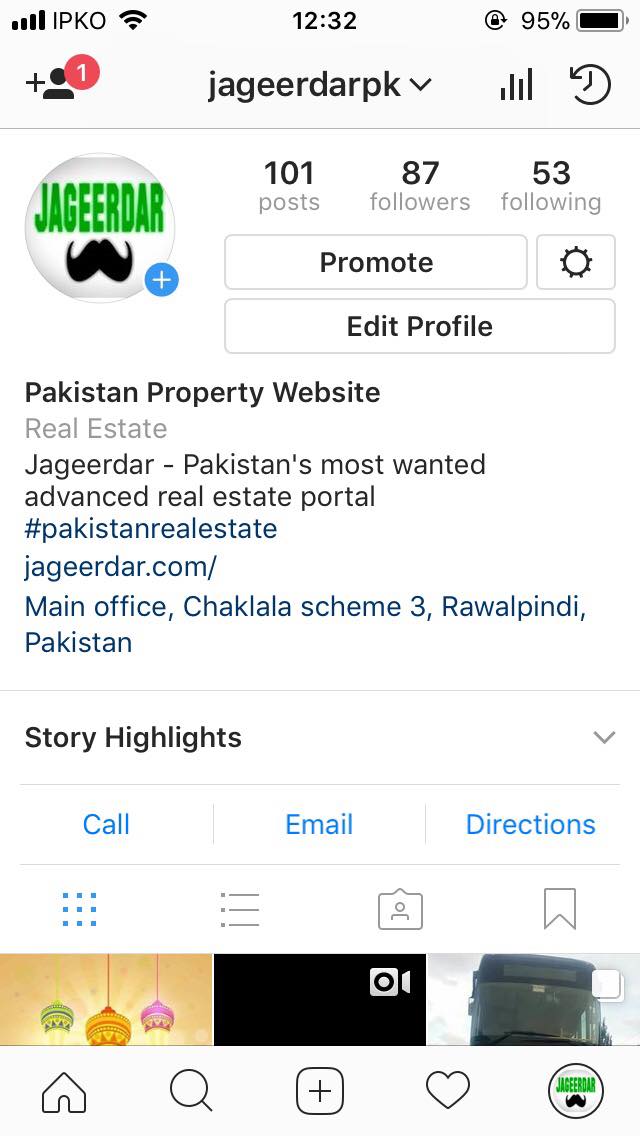 IPKO 12:32 95%
1
jageerdarpk
JAGEERDAR
101 87 53
posts followers following
Promote
Edit Profile
Pakistan Property Website
Real Estate
Jageerdar - Pakistan's most wanted
advanced real estate portal
#pakistanrealestate
jageerdar.com/
Main office, Chaklala scheme 3, Rawalpindi,
Pakistan
Story Highlights
Call Email Directions
JAGEERDAR